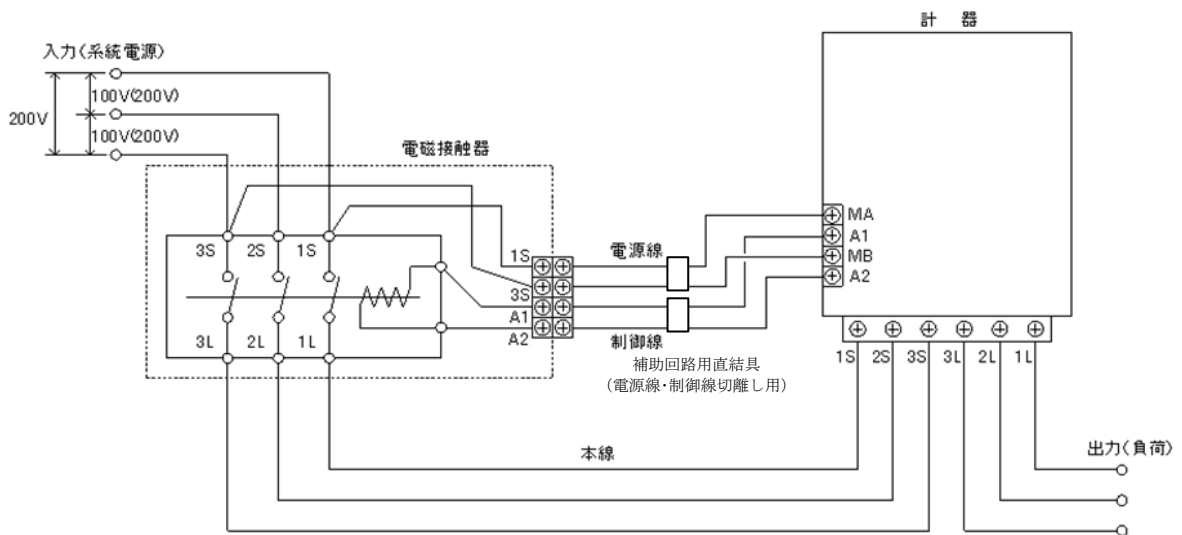 計 器
入力(系統電源)
100V(200V)
200V
100V(200V)
電磁接触器
MA
A1
MB
A2
3S 2S 1S
1S
3S
A1
A2
電源線
制御線
補助回路用直結具
(電源線・制御線切離し用)
3L 2L 1L
1S 2S 3S 3L 2L 1L
本線
出力(負荷)